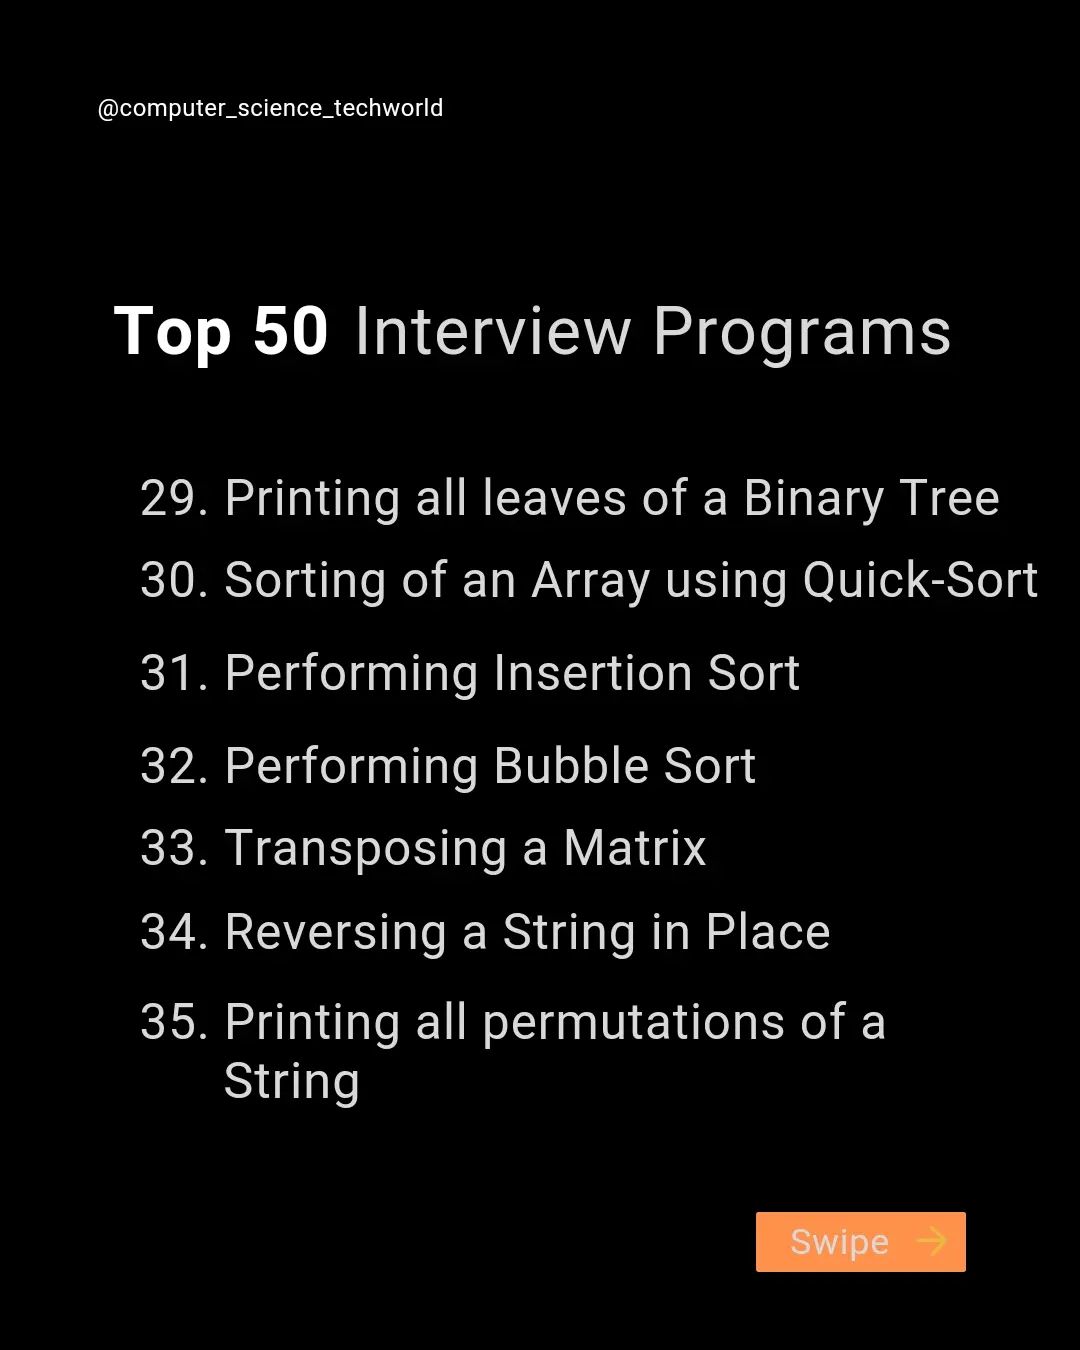 @computer_science_techworld
Top 50 Interview Programs
29. Printing all leaves of a Binary Tree
30. Sorting of an Array using Quick-Sort
31. Performing Insertion Sort
32. Performing Bubble Sort
33. Transposing a Matrix
34. Reversing a String in Place
35. Printing all permutations of a
String
Swipe →